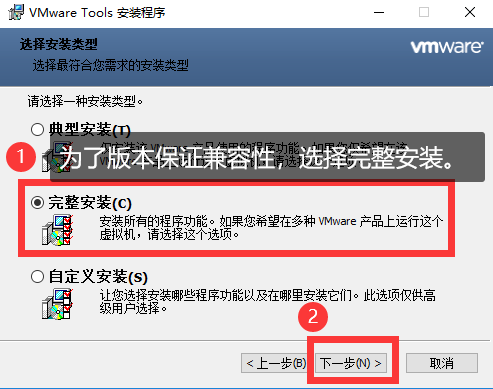 VMware Tools 安装程序
选择安装类型
选择最符合您需求的安装类型
vmware
请选择一种安装类型。
典型安装(T)
1
为了版本保证兼容性，选择完整安装。
完整安装(C)
安装所有的程序功能。如果您希望在多种 VMware 产品上运行这个
虚拟机，请选择这个选项。
自定义安装(S)
让您选择安装哪些程序功能以及在哪里安装它们。此选项仅供高
级用户选择。
2
< 上一步(B)
下一步(N) >
取消